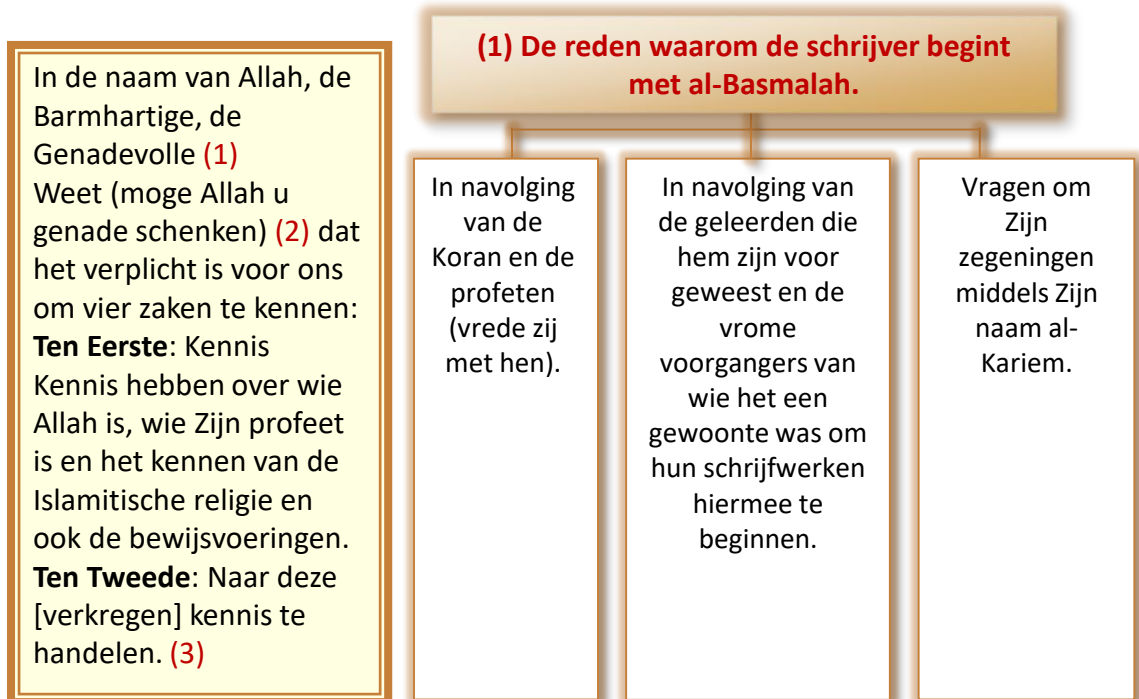 In de naam van Allah, de
Barmhartige, de
Genadevolle (1)
Weet (moge Allah u
genade schenken) (2) dat
het verplicht is voor ons
om vier zaken te kennen:
Ten Eerste: Kennis
Kennis hebben over wie
Allah is, wie Zijn profeet
is en het kennen van de
Islamitische religie en
ook de bewijsvoeringen.
Ten Tweede: Naar deze
[verkregen] kennis te
handelen. (3)
(1) De reden waarom de schrijver begint
met al-Basmalah.
In navolging
van de
Koran en de
profeten
(vrede zij
met hen).
In navolging van
de geleerden die
hem zijn voor
geweest en de
vrome
voorgangers van
wie het een
gewoonte was om
hun schrijfwerken
hiermee te
beginnen.
Vragen om
Zijn
zegeningen
middels Zijn
naam al-
Kariem.